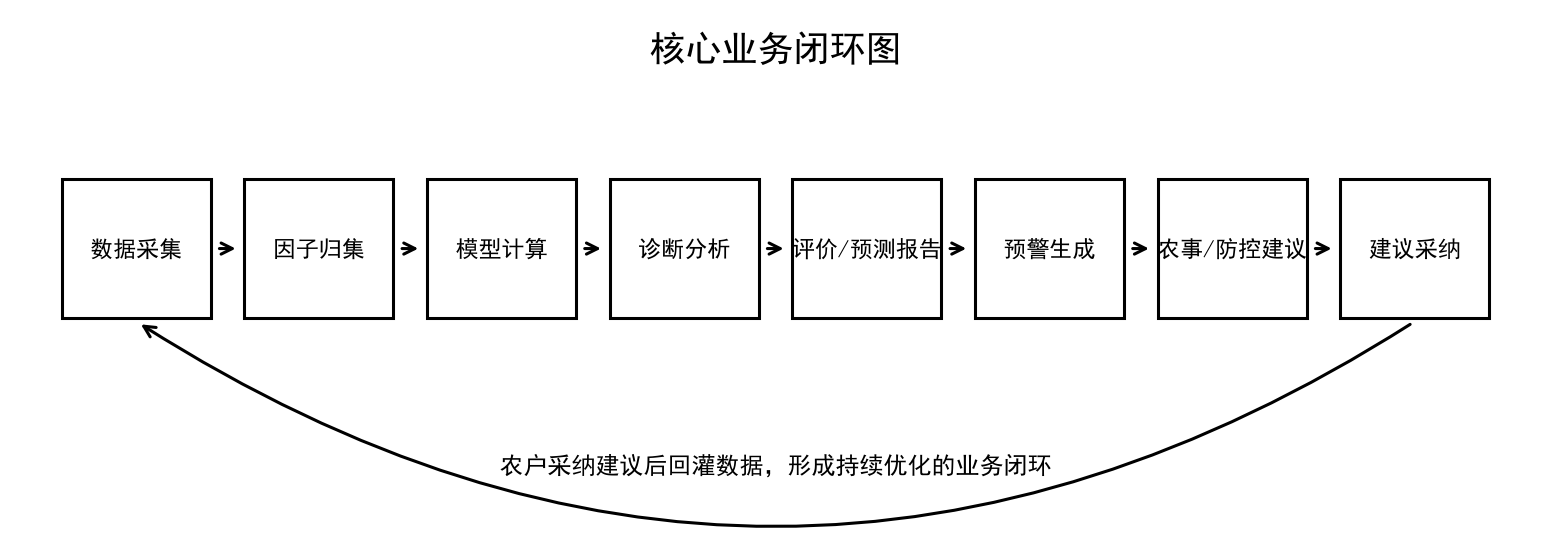 核心业务闭环图
数据采集
因子归集
模型计算
诊断分析
评价/预测报告
预警生成
农事/防控建议
建议采纳
农户采纳建议后回灌数据，形成持续优化的业务闭环